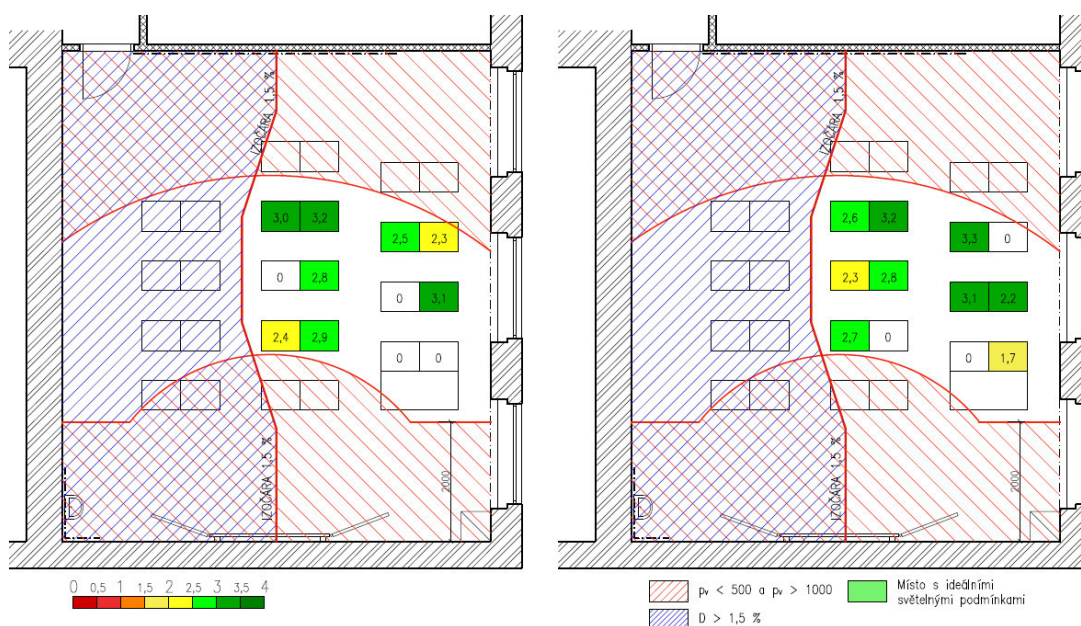 IZOČÁRA 1,5 %
3,0 3,2
2,5 2,3
0 2,8
0 3,1
2,4 2,9
0 0
IZOČÁRA 1,5 %
2000
0 0,5 1 1,5 2 2,5 3 3,5 4
IZOČÁRA 1,5 %
2,6 3,2
3,3 0
2,3 2,8
3,1 2,2
2,7 0
0 1,7
IZOČÁRA 1,5 %
2000
pv < 500 a pv > 1000
D > 1,5 %
Místo s ideálními
světelnými podmínkami